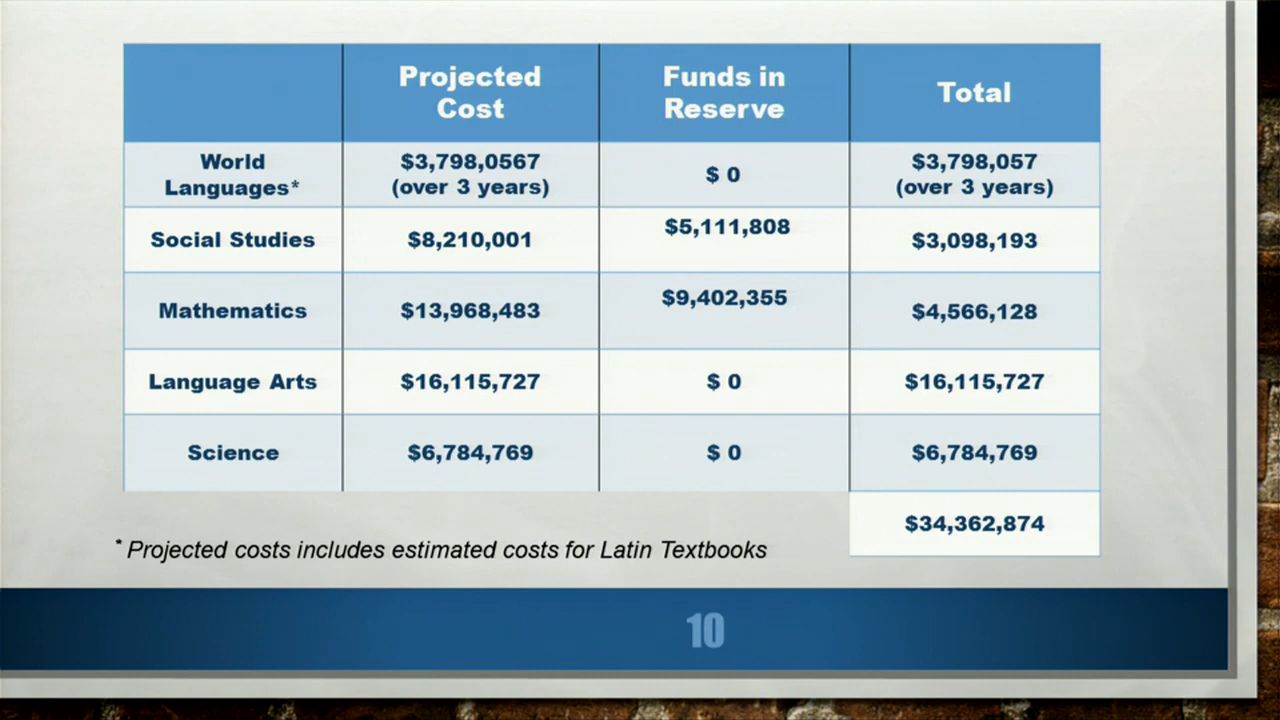 Projected
Cost
Funds in
Reserve
Total
World
Languages*
$3,798,0567
(over 3 years)
$ 0
$3,798,057
(over 3 years)
Social Studies
$8,210,001
$5,111,808
$3,098,193
Mathematics
$13,968,483
$9,402,355
$4,566,128
Language Arts
$16,115,727
$ 0
$16,115,727
Science
$6,784,769
$ 0
$6,784,769
$34,362,874
* Projected costs includes estimated costs for Latin Textbooks
10